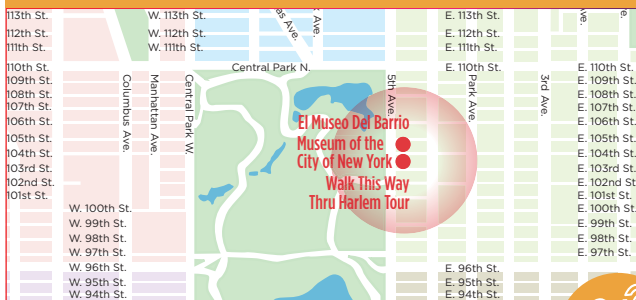 113th St.
112th St.
111th St.
110th St.
109th St.
108th St.
107th St.
106th St.
105th St.
104th St.
103rd St.
102nd St.
101st St.
W. 113th St.
W. 112th St.
W. 111th St.
Ave.
E. 113th St.
E. 112th St.
E. 111th St.
Central Park N.
E. 110th St.
Columbus Ave.
Manhattan Ave.
Central Park W.
5th Ave.
Park Ave.
3rd Ave.
El Museo Del Barrio
Museum of the
City of New York
Walk This Way
Thru Harlem Tour
E. 110th St.
E. 109th St.
E. 108th St.
E. 107th St.
E. 106th St.
E. 105th St.
E. 104th St.
E. 103rd St.
E. 102nd St.
E. 101st St.
E. 100th St.
E. 99th St.
E. 98th St.
E. 97th St.
W. 100th St.
W. 99th St.
W. 98th St.
W. 97th St.
W. 96th St.
W. 95th St.
W. 94th St.
E. 96th St.
E. 95th St.
E. 94th St.